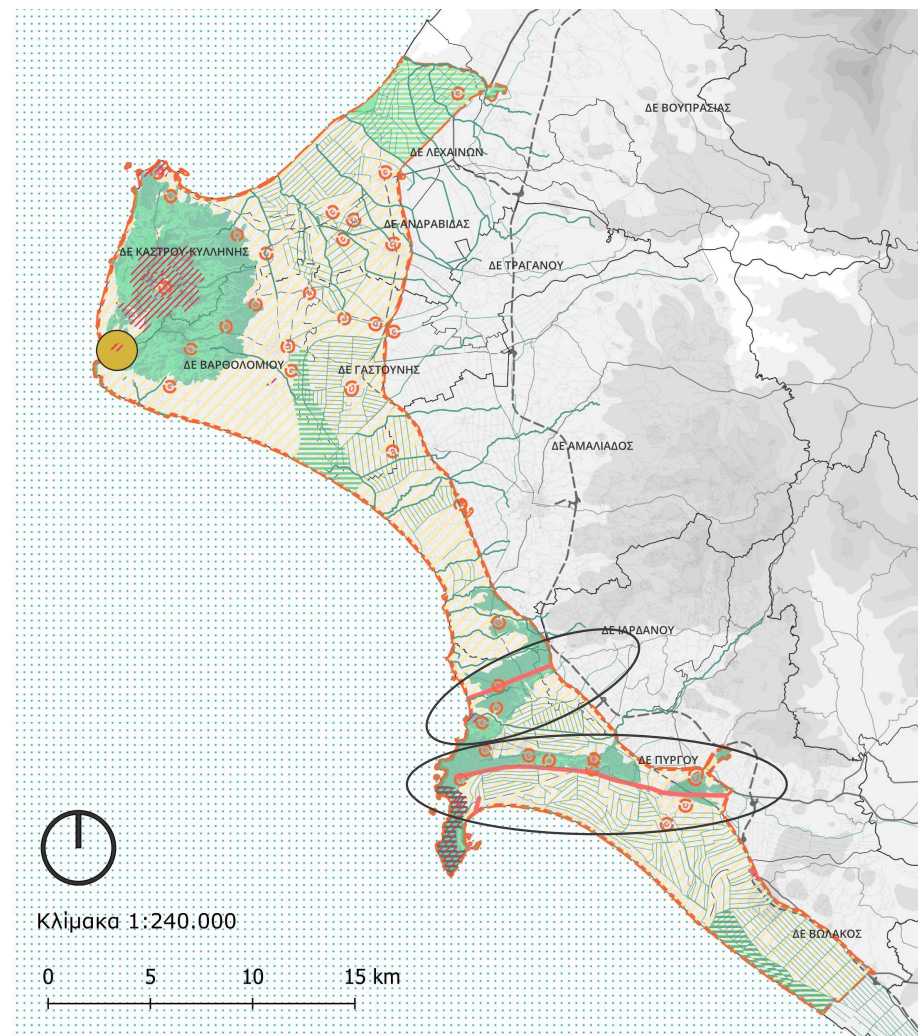 ΔΕ ΒΟΥΠΡΑΣΙΑΣ
ΔΕ ΛΕΧΑΙΝΩΝ
ΔΕ ΑΝΔΡΑΒΙΔΑΣ
ΔΕ ΚΑΣΤΡΟΥ-ΚΥΛΛΗΝΗΣ
ΔΕ ΤΡΑΓΑΝΟΥ
ΔΕ ΒΑΡΘΟΛΟΜΙΟΥ
ΔΕ ΓΑΣΤΟΥΝΗΣ
ΔΕ ΑΜΑΛΙΑΔΟΣ
ΔΕ ΙΑΡΔΑΝΟΥ
ΔΕ ΠΥΡΓΟΥ
ΔΕ ΒΩΛΑΚΟΣ
Κλίμακα 1:240.000
0 5 10 15 km